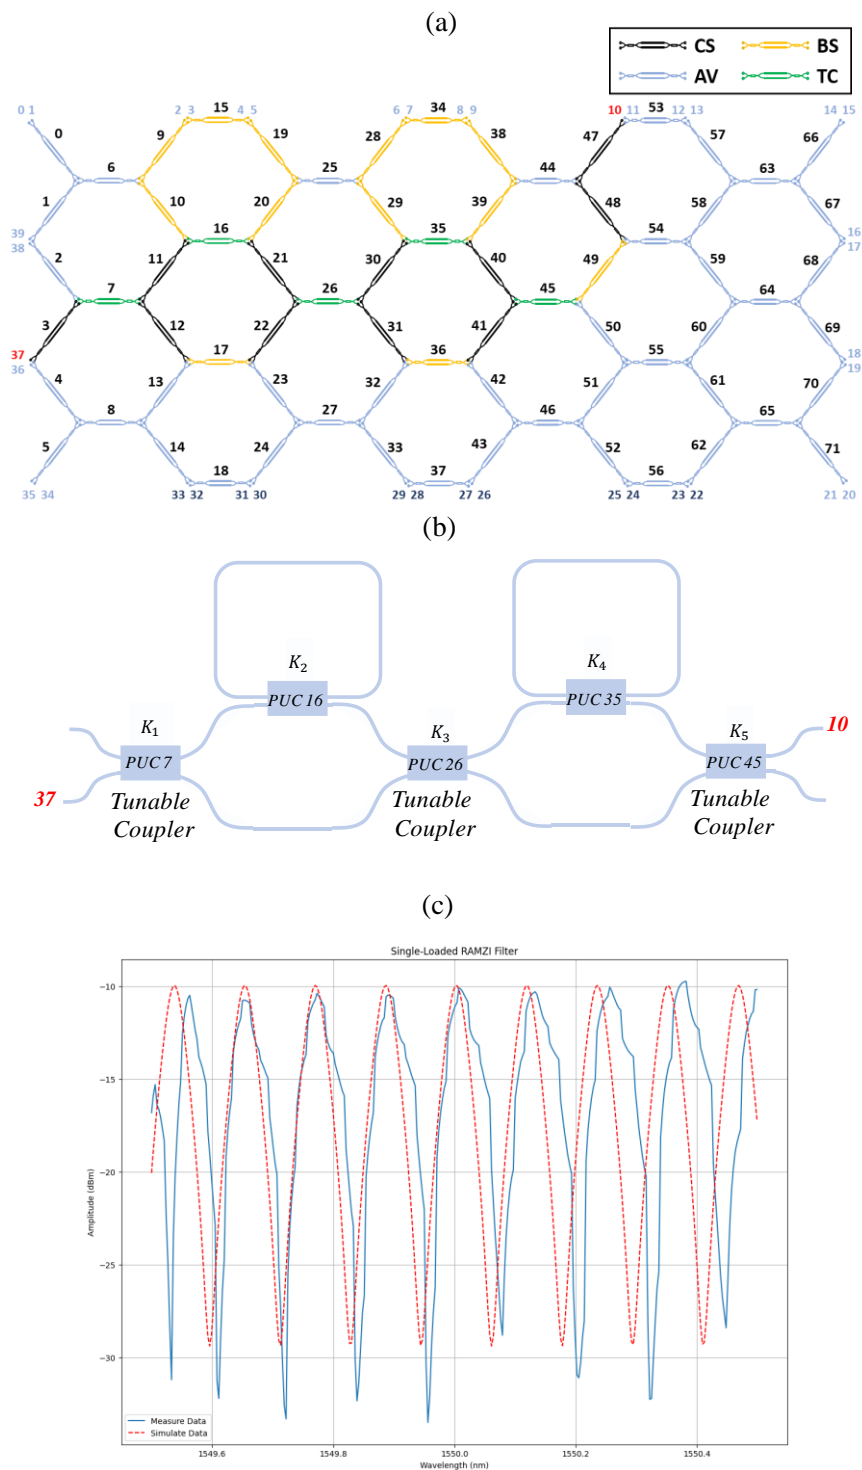 (a)
CS BS
AV TC
0 1 2 3 15 4 5 6 7 34 8 9 10 11 53 12 13 14 15
0 9 19 28 38 47 57 66
6 25 44 63
1 10 20 29 39 48 58 67
39 16 35 54 16
38 17
2 11 21 30 40 49 59 68
7 26 45 64
3 12 22 31 41 50 60 69
37 17 36 55 18
36 19
4 13 23 32 42 51 61 70
8 27 46 65
5 14 24 33 43 52 62 71
35 34 33 32 18 31 30 29 28 37 27 26 25 24 56 23 22 21 20
(b)
K2 K4
PUC 16 PUC 35
K1 K3 K5 10
PUC 7 PUC 26 PUC 45
37 Tunable Tunable Tunable
Coupler Coupler Coupler
(c)
Single-Loaded RAMZI Filter
−10
−15
−20
−25
−30
Amplitude (dBm)
Measure Data
Simulate Data
1549.6 1549.8 1550.0 1550.2 1550.4
Wavelength (nm)